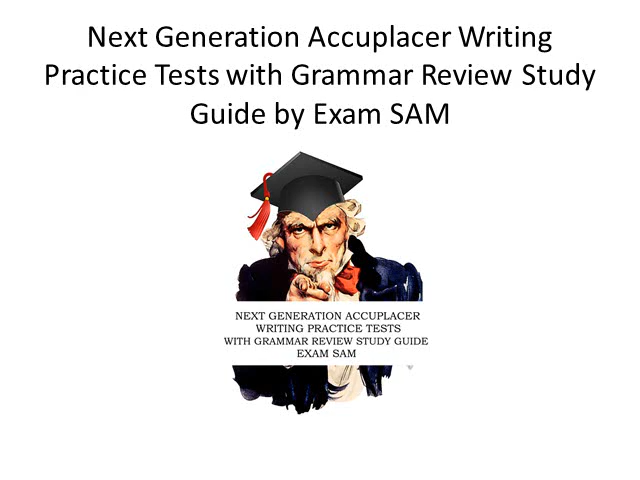 Next Generation Accuplacer Writing
Practice Tests with Grammar Review Study
Guide by Exam SAM
NEXT GENERATION ACCUPLACER
WRITING PRACTICE TESTS
WITH GRAMMAR REVIEW STUDY GUIDE
EXAM SAM